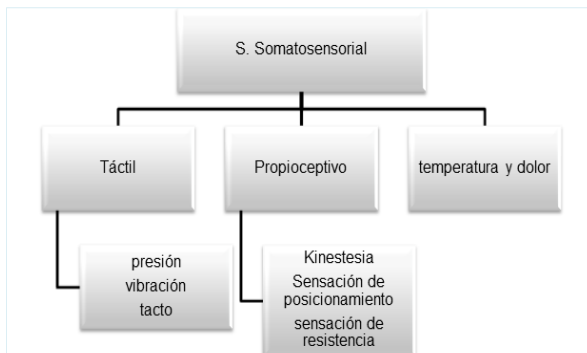 S. Somatosensorial
Táctil
Propioceptivo
temperatura y dolor
presión
vibración
tacto
Kinestesia
Sensación de
posicionamiento
sensación de
resistencia